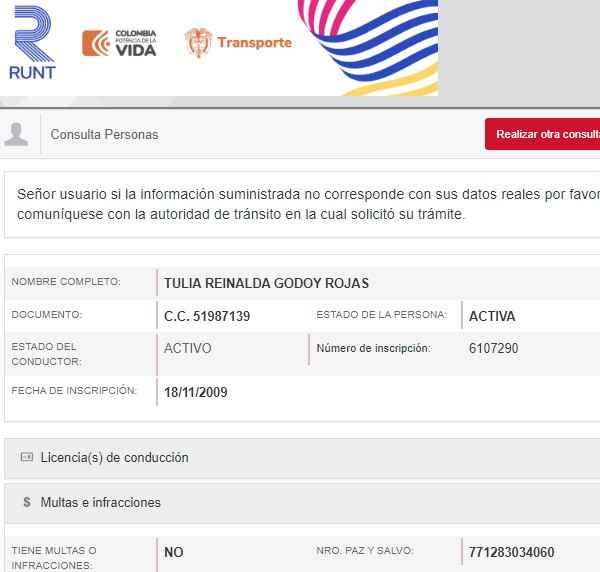 RUNT
COLOMBIA
POTENCIA DE LA
VIDA
Transporte
Consulta Personas
Realizar otra consulta
Señor usuario si la información suministrada no corresponde con sus datos reales por favor
comuníquese con la autoridad de tránsito en la cual solicitó su trámite.
NOMBRE COMPLETO: TULIA REINALDA GODOY ROJAS
DOCUMENTO: C.C. 51987139 ESTADO DE LA PERSONA: ACTIVA
ESTADO DEL
CONDUCTOR: ACTIVO Número de inscripción: 6107290
FECHA DE INSCRIPCIÓN: 18/11/2009
Licencia(s) de conducción
$ Multas e infracciones
TIENE MULTAS O
INFRACCIONES: NO NRO. PAZ Y SALVO: 771283034060